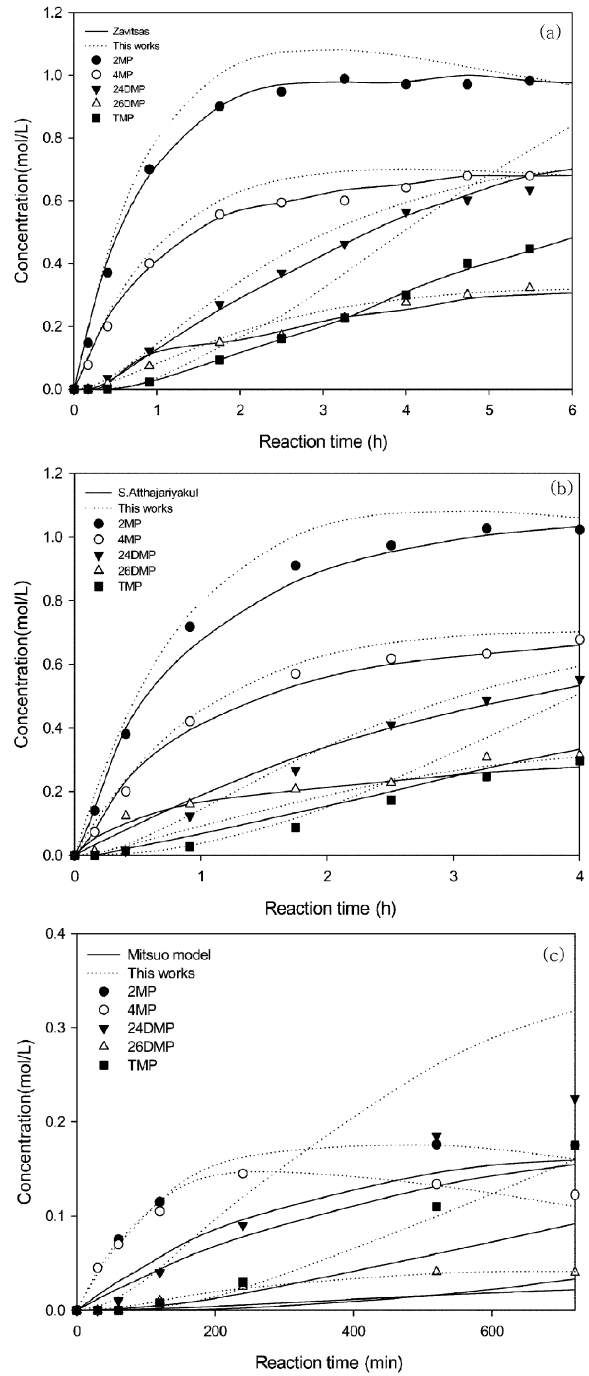 (a)
Zavitsas
This works
2MP
4MP
24DMP
26DMP
TMP
1.2
1.0
0.8
0.6
0.4
0.2
0.0
Concentration(mol/L)
0 1 2 3 4 5 6
Reaction time (h)
(b)
S.Atthajariyakul
This works
2MP
4MP
24DMP
26DMP
TMP
1.2
1.0
0.8
0.6
0.4
0.2
0.0
Concentration(mol/L)
0 1 2 3 4
Reaction time (h)
(c)
Mitsuo model
This works
2MP
4MP
24DMP
26DMP
TMP
0.4
0.3
0.2
0.1
0.0
Concentration(mol/L)
0 200 400 600
Reaction time (min)